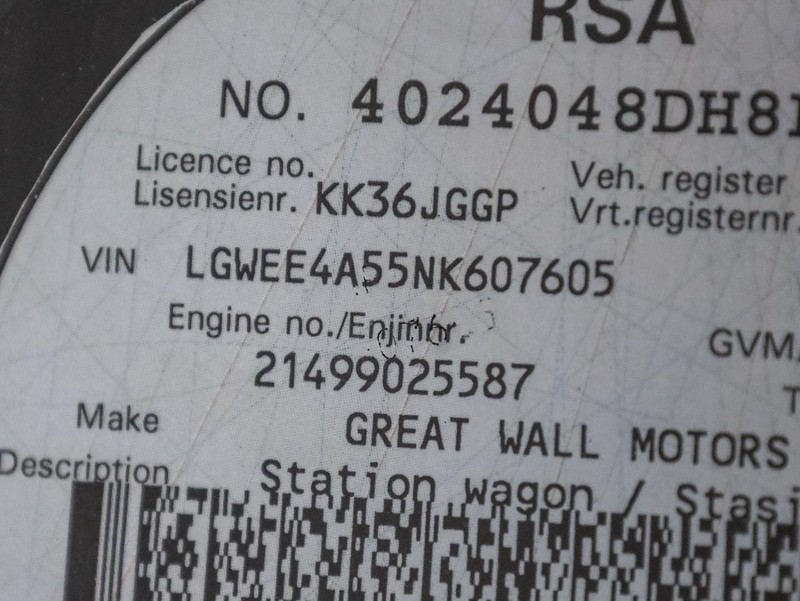 RSA
NO. 4024048DH8
Licence no.
Lisensienr. KK36JGGP
Veh. register
Vrt.registernr.
VIN LGWEE4A55NK607605
Engine no./Enjinnr.
21499025587
GVM
T
Make GREAT WALL MOTORS
Description Station wagon / Stasi